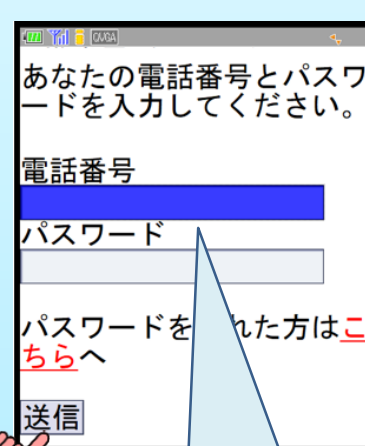 QVGA
あなたの電話番号とパスワ
ードを入力してください。
電話番号
パスワード
パスワードを れた方はこ
ちらへ
送信